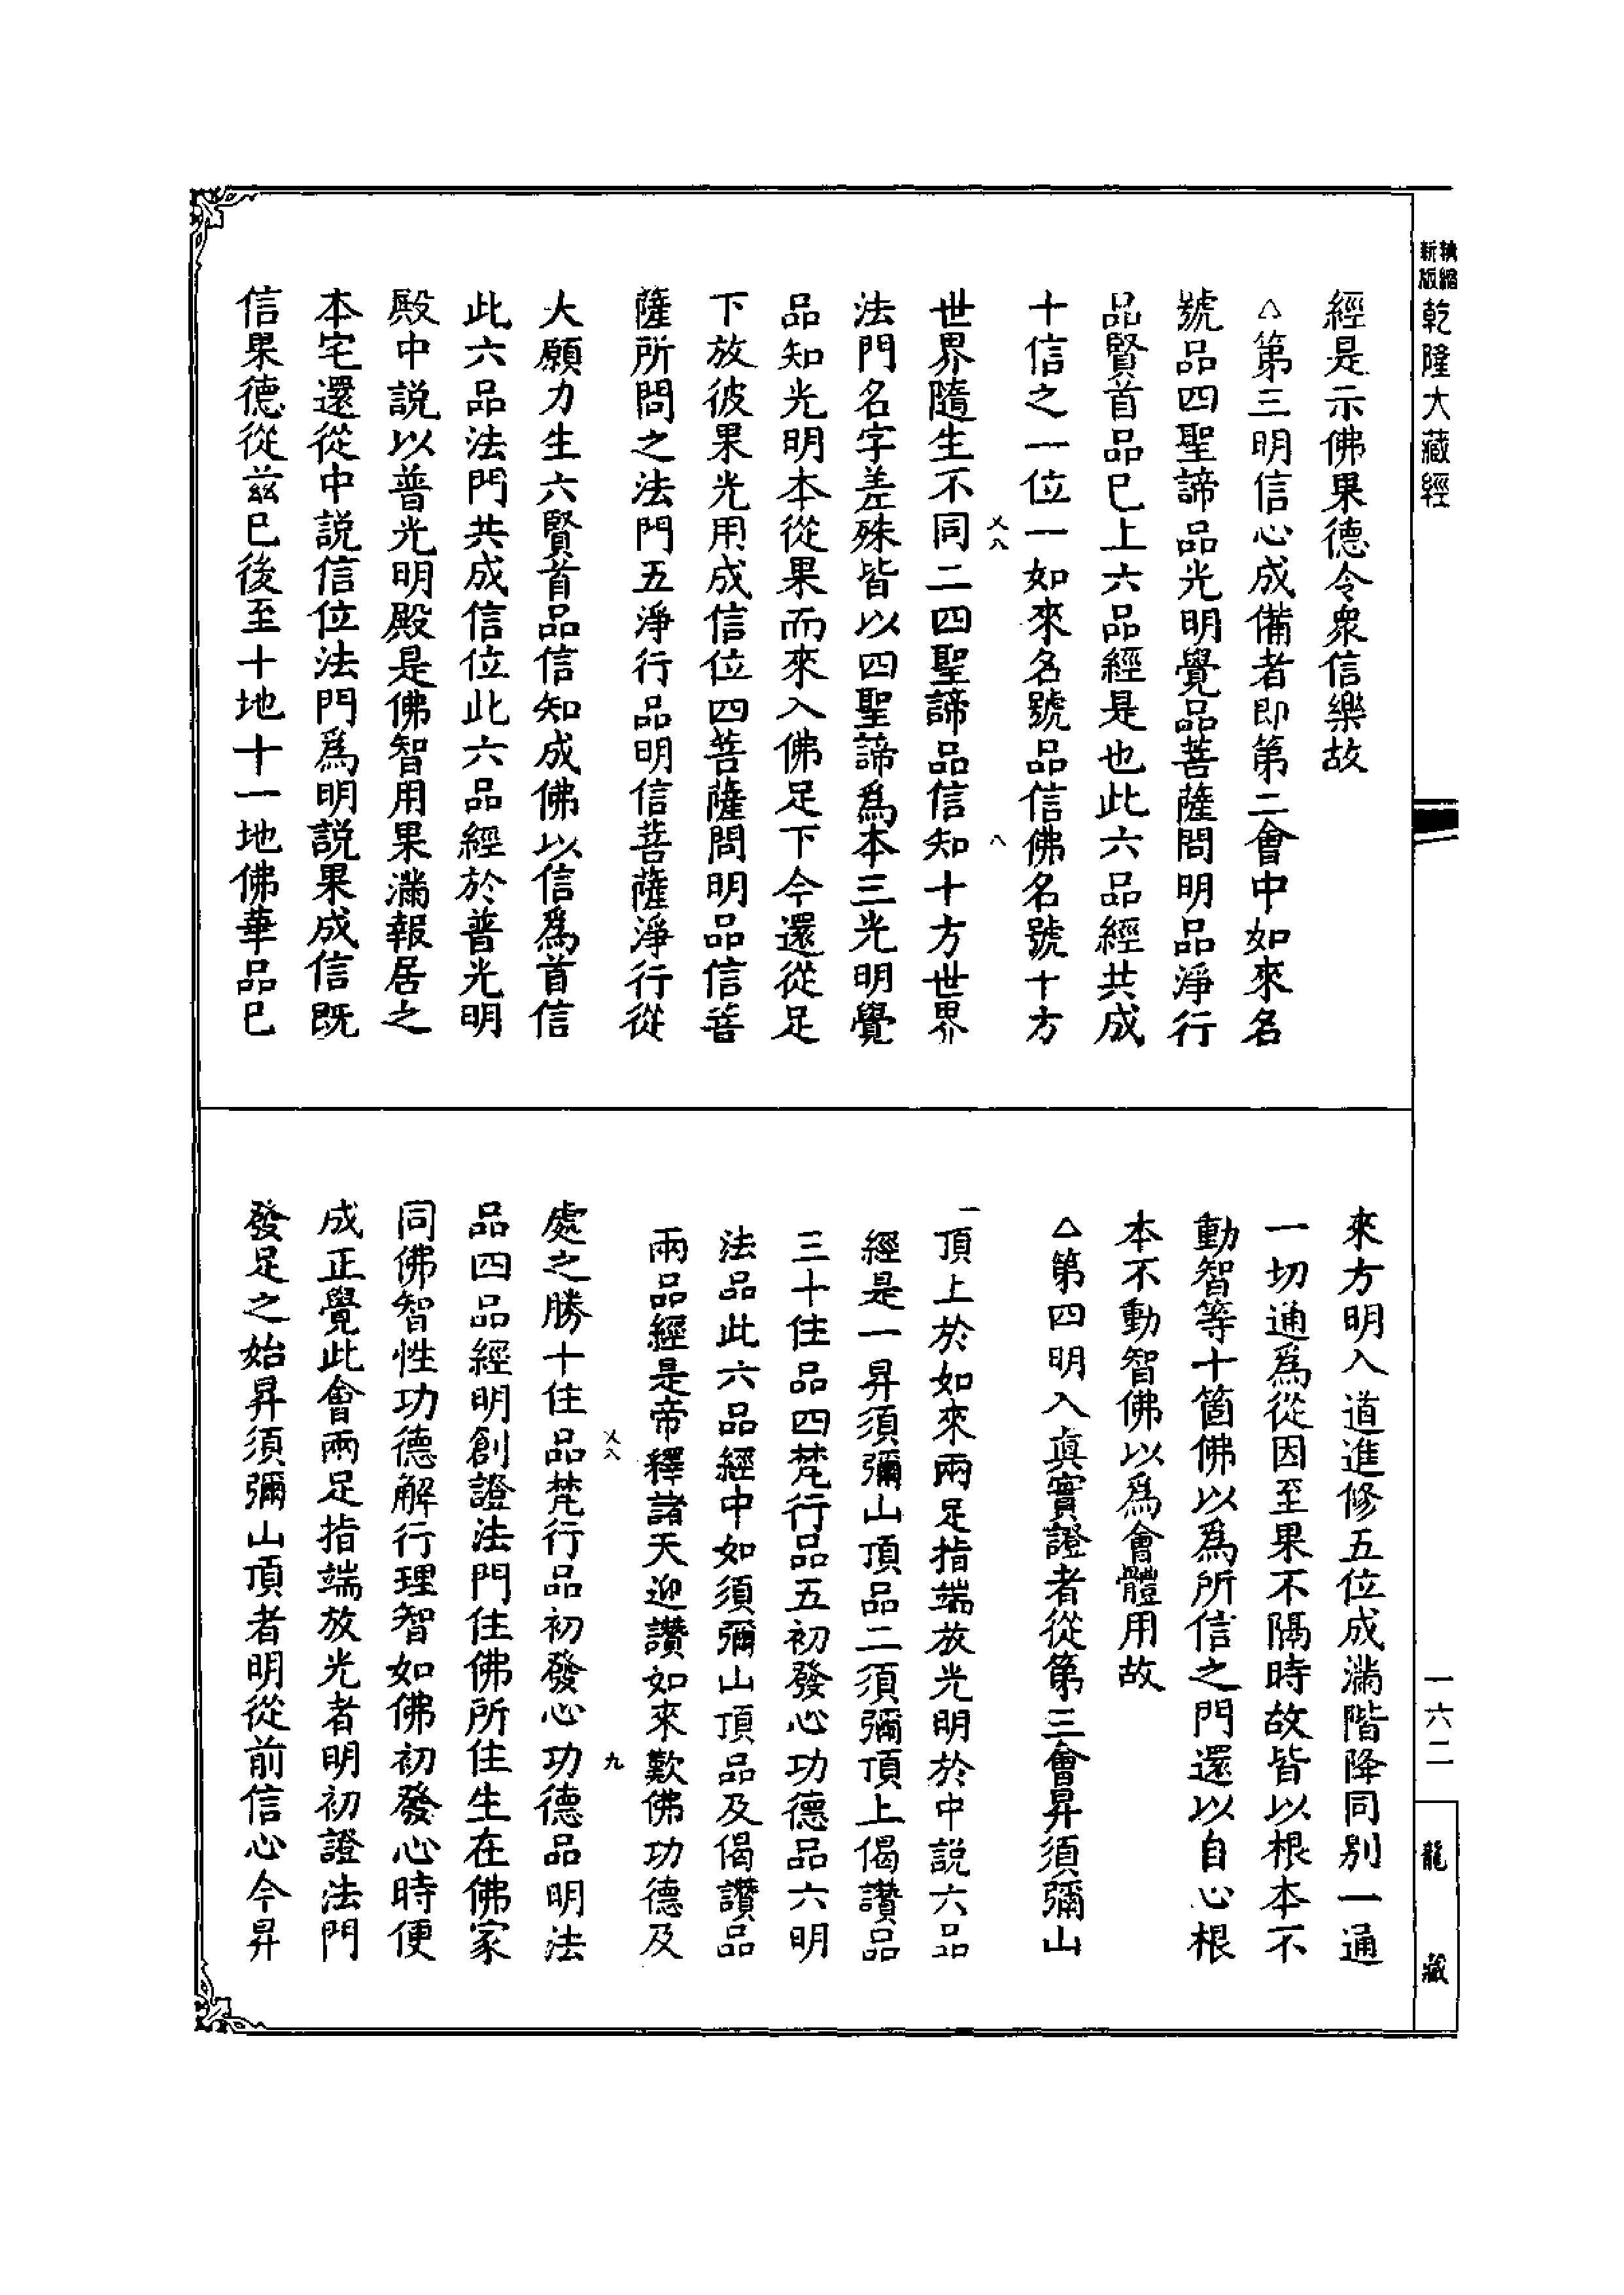 精縮新版乾隆大藏經
經是示佛果德令衆信樂故
△第三明信心成備者即第二會中如來名
號品四聖諦品光明覺品菩薩問明品淨行
品賢首品已上六品經是也此六品經共成
十信之一位一如來名號品信佛名號十方
乂八 八
世界隨生不同二四聖諦品信知十方世界
法門名字差殊皆以四聖諦爲本三光明覺
品知光明本從果而來入佛足下今還從足
下放彼果光用成信位四菩薩問明品信菩
薩所問之法門五淨行品明信菩薩淨行從
大願力生六賢首品信知成佛以信爲首信
此六品法門共成信位此六品經於普光明
殿中説以普光明殿是佛智用果滿報居之
本宅還從中説信位法門爲明説果成信既
信果德從茲已後至十地十一地佛華品已
來方明入道進修五位成滿階降同別一通
一切通爲從因至果不隔時故皆以根本不
動智等十箇佛以爲所信之門還以自心根
本不動智佛以爲會體用故
△第四明入真實證者從第三會昇須彌山
頂上於如來兩足指端放光明於中説六品
經是一昇須彌山頂品二須彌頂上偈讚品
三十住品四梵行品五初發心功德品六明
法品此六品經中如須彌山頂品及偈讚品
兩品經是帝釋諸天迎讚如來歎佛功德及
乂八 九
處之勝十住品梵行品初發心功德品明法
品四品經明創證法門住佛所住生在佛家
同佛智性功德解行理智如佛初發心時便
成正覺此會兩足指端放光者明初證法門
發足之始昇須彌山頂者明從前信心今昇
一六二
龍藏